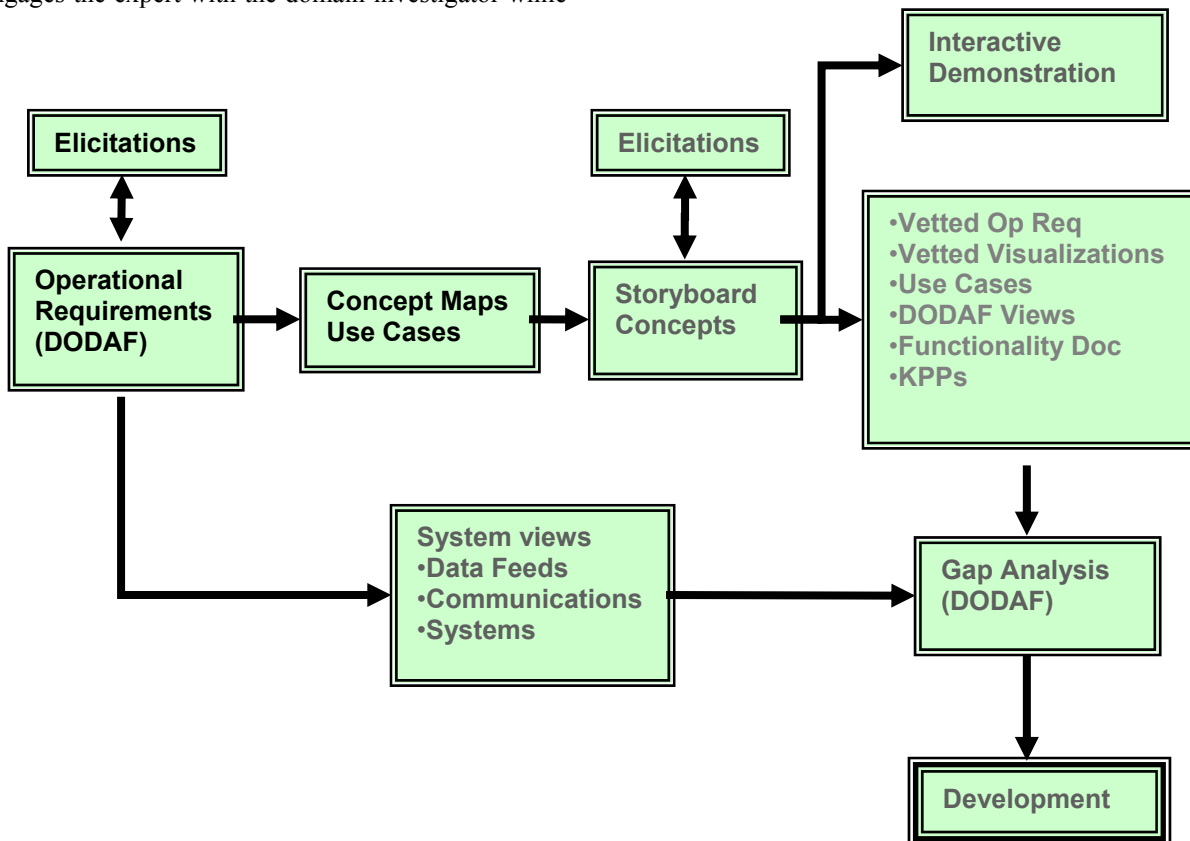 the expert with the domain investigator while
Interactive
Demonstration
Elicitations
Elicitations
Operational
Requirements
(DODAF)
Concept Maps
Use Cases
Storyboard
Concepts
•Vetted Op Req
•Vetted Visualizations
•Use Cases
•DODAF Views
•Functionality Doc
•KPPs
System views
•Data Feeds
•Communications
•Systems
Gap Analysis
(DODAF)
Development